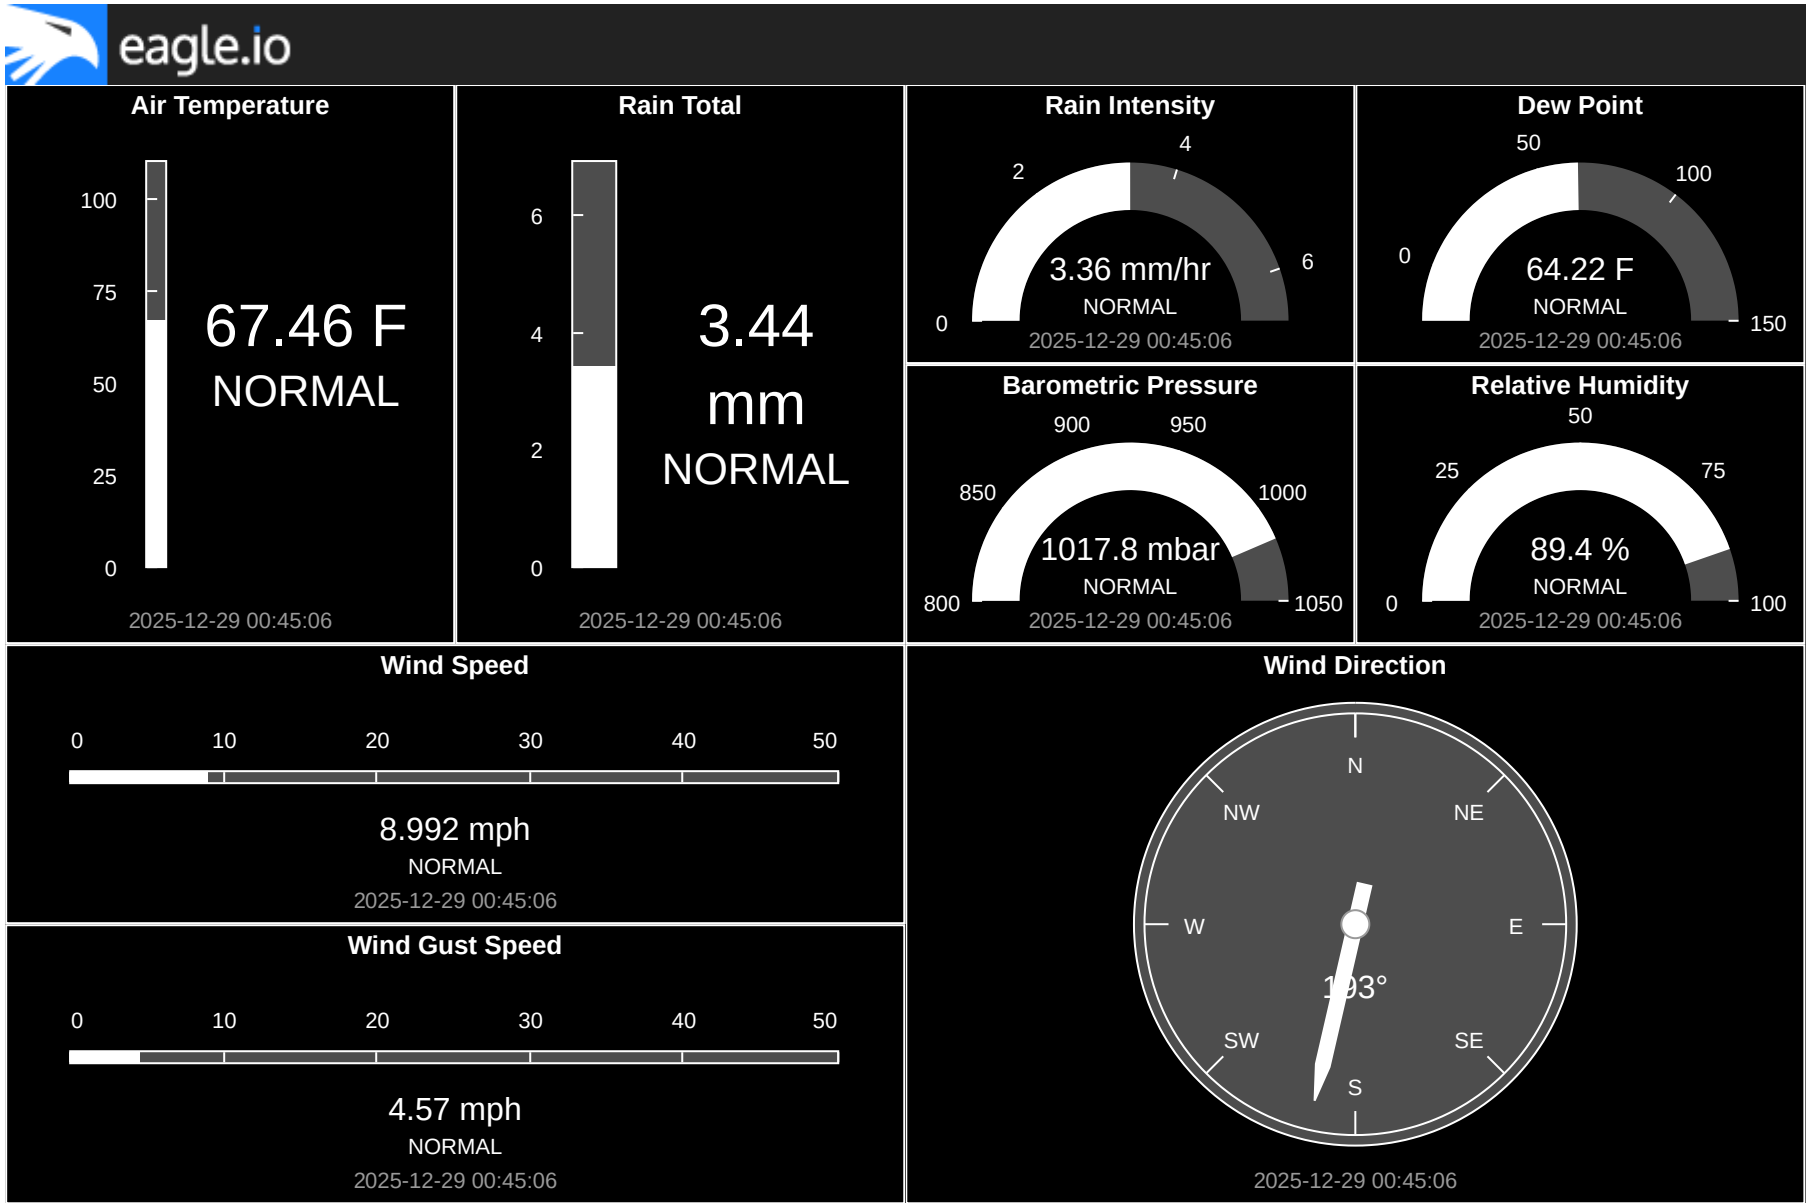 eagle.io
Air Temperature
100
75
50
25
0
67.46 F
NORMAL
2025-12-29 00:45:06
Rain Total
6
4
2
0
3.44
mm
NORMAL
2025-12-29 00:45:06
Rain Intensity
0
2
4
6
3.36 mm/hr
NORMAL
2025-12-29 00:45:06
Dew Point
0
50
100
150
64.22 F
NORMAL
2025-12-29 00:45:06
Barometric Pressure
800
850
900
950
1000
1050
1017.8 mbar
NORMAL
2025-12-29 00:45:06
Relative Humidity
0
25
50
75
100
89.4 %
NORMAL
2025-12-29 00:45:06
Wind Speed
0 10 20 30 40 50
8.992 mph
NORMAL
2025-12-29 00:45:06
Wind Gust Speed
0 10 20 30 40 50
4.57 mph
NORMAL
2025-12-29 00:45:06
Wind Direction
N
NW NE
W E
193°
SW SE
S
2025-12-29 00:45:06